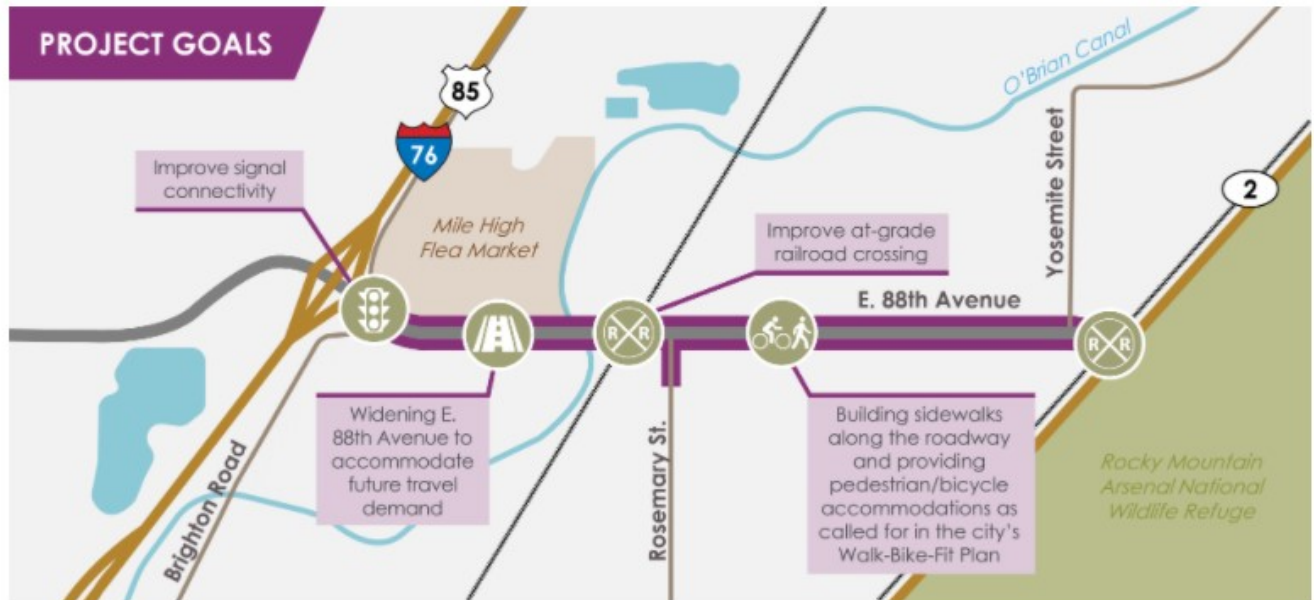 PROJECT GOALS
85
76
Improve signal
connectivity
Mile High
Flea Market
O'Brian Canal
Yosemite Street
2
Improve at-grade
railroad crossing
E. 88th Avenue
R R
R R
Widening E.
88th Avenue to
accommodate
future travel
demand
Brighton Road
Rosemary St.
Building sidewalks
along the roadway
and providing
pedestrian/bicycle
accommodations as
called for in the city's
Walk-Bike-Fit Plan
Rocky Mountain
Arsenal National
Wildlife Refuge